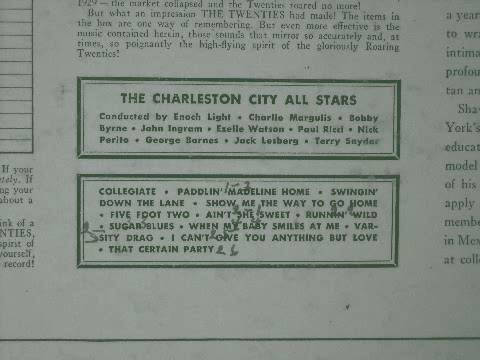 1929 — the market collapsed and the Twenties roared no more!
But what an impression THE TWENTIES had made! The items in
the box are one way of remembering. But even more effective is the
music contained herein, those sounds that mirror so accurately and, at
times, so poignantly the high-flying spirit of the gloriously Roaring
Twenties!
THE CHARLESTON CITY ALL STARS
Conducted by Enoch Light • Charlie Margulis • Bobby
Byrne • John Ingram • Ezelle Watson • Paul Ricci • Nick
Perito • George Barnes • Jack Lesberg • Terry Snyder
COLLEGIATE • PADDLIN' MADELINE HOME • SWINGIN'
DOWN THE LANE • SHOW ME THE WAY TO GO HOME
• FIVE FOOT TWO • AIN'T SHE SWEET • RUNNIN' WILD
• SUGAR BLUES • WHEN MY BABY SMILES AT ME • VAR-
SITY DRAG • I CAN'T GIVE YOU ANYTHING BUT LOVE
• THAT CERTAIN PARTY
If your
If
ing your
about a
ink of a
spirit of
yourself,
record!
a year
to wra
intima
profou
tan and
Sha
York's
educat
model
of his
apply
membe
in Mex
at coll